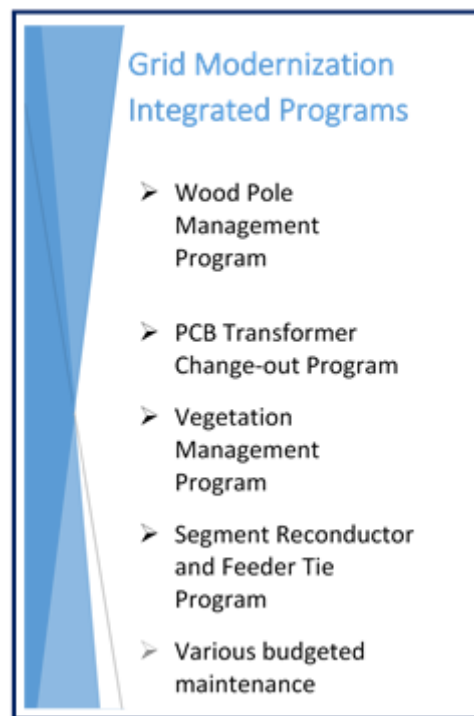 Grid Modernization
Integrated Programs
➢ Wood Pole
Management
Program
➢ PCB Transformer
Change-out Program
➢ Vegetation
Management
Program
➢ Segment Reconductor
and Feeder Tie
Program
➢ Various budgeted
maintenance